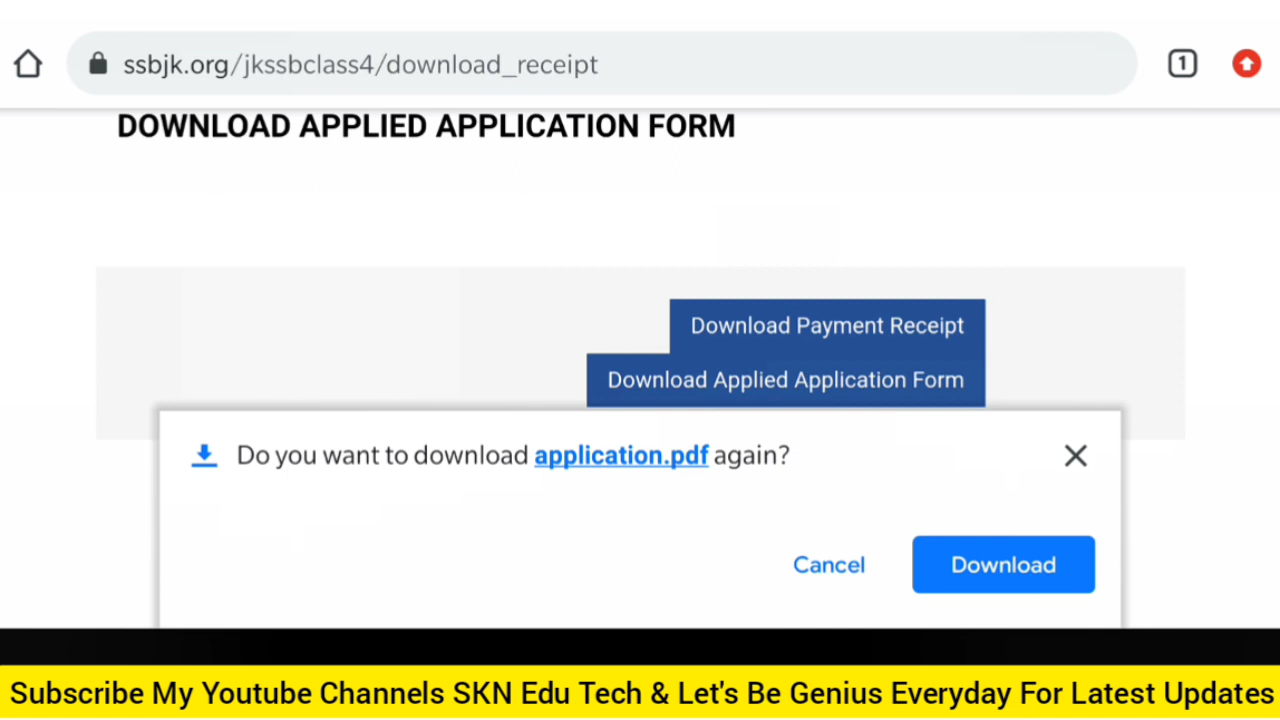 ssbjk.org/jkssbclass4/download_receipt
1
DOWNLOAD APPLIED APPLICATION FORM
Download Payment Receipt
Download Applied Application Form
Do you want to download application.pdf again?
Cancel
Download
Subscribe My Youtube Channels SKN Edu Tech & Let's Be Genius Everyday For Latest Updates